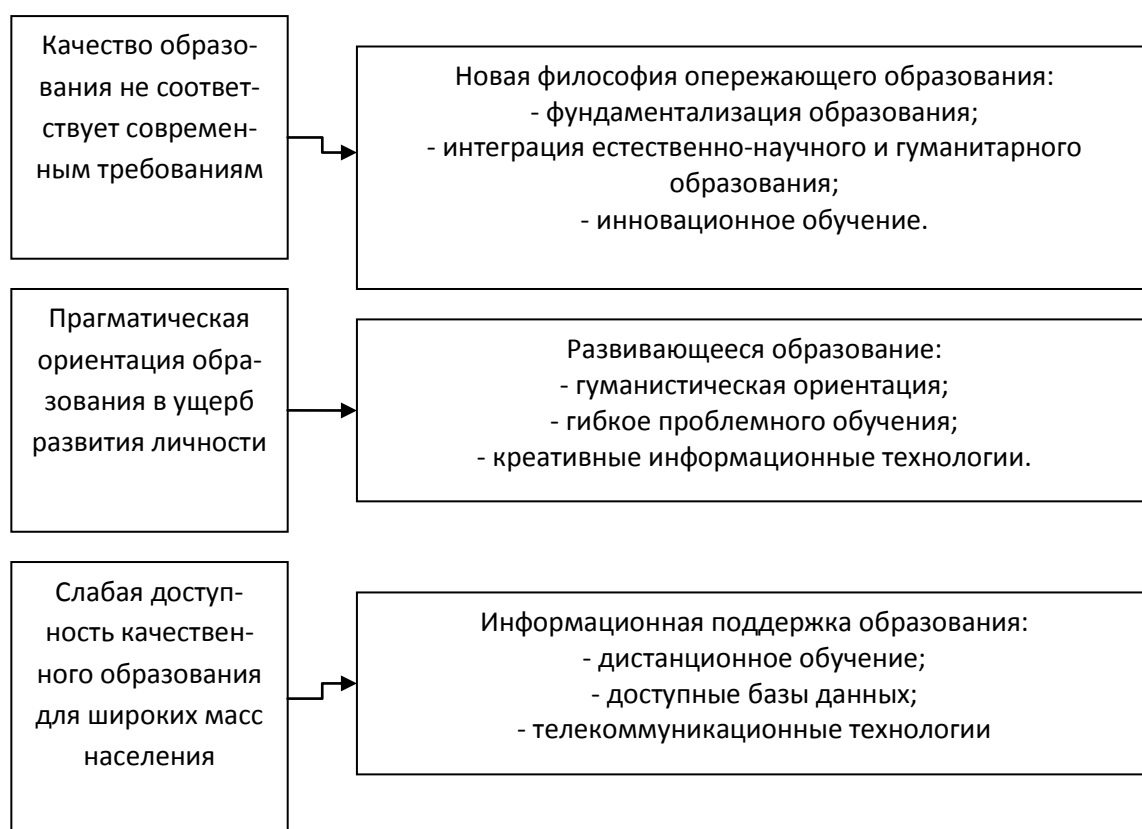 Качество образо-
вания не соответ-
ствует современ-
ным требованиям
Новая философия опережающего образования:
- фундаментализация образования;
- интеграция естественно-научного и гуманитарного
образования;
- инновационное обучение.
Прагматическая
ориентация обра-
зования в ущерб
развития личности
Развивающееся образование:
- гуманистическая ориентация;
- гибкое проблемного обучения;
- креативные информационные технологии.
Слабая доступ-
ность качествен-
ного образования
для широких масс
населения
Информационная поддержка образования:
- дистанционное обучение;
- доступные базы данных;
- телекоммуникационные технологии